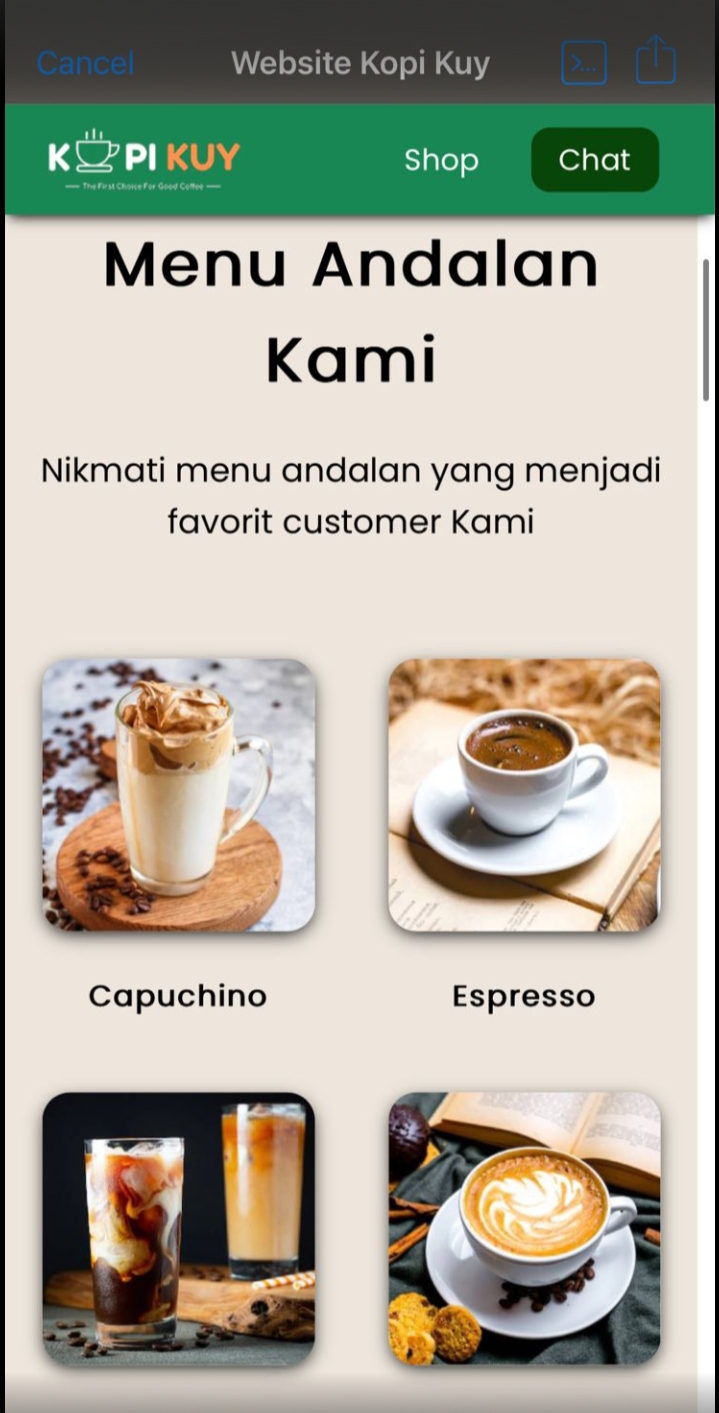 Cancel
Website Kopi Kuy
>_...
KOPI KUY
The First Choice For Good Coffee
Shop
Chat
Menu Andalan
Kami
Nikmati menu andalan yang menjadi
favorit customer Kami
Capuchino
Espresso